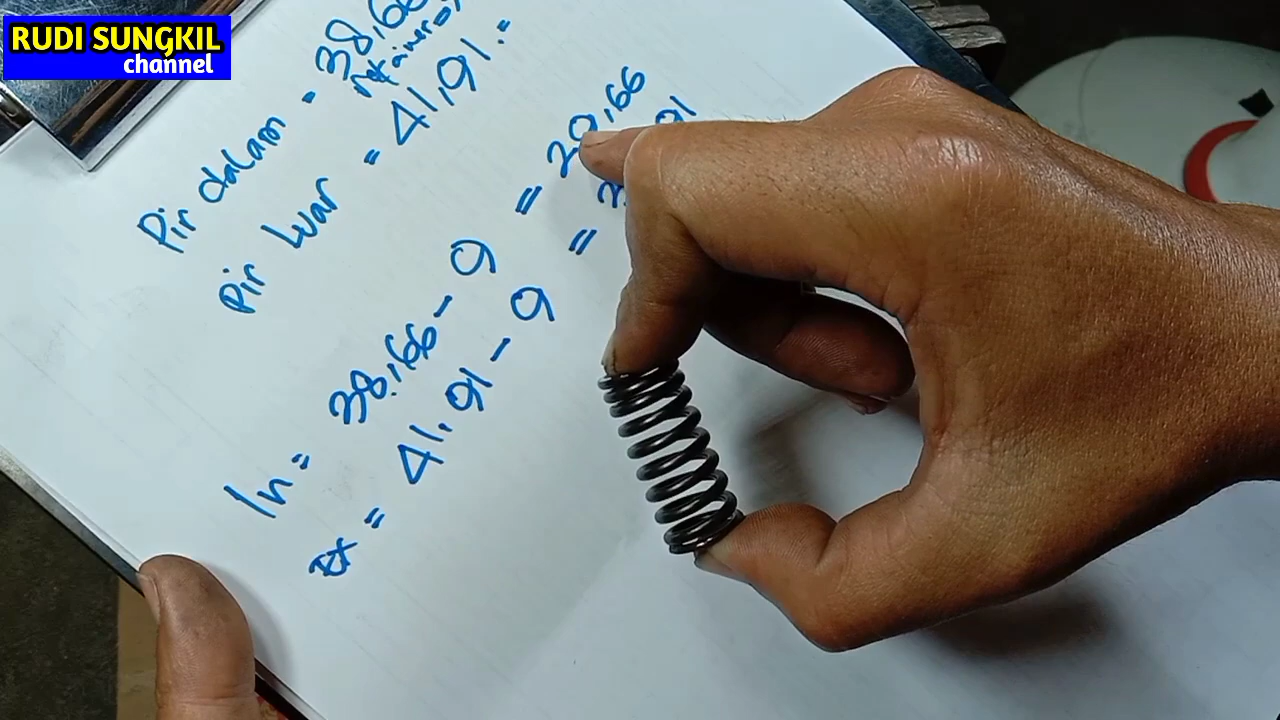 RUDI SUNGKIL
channel
Pir dalam = 38,66
Pir luar = 41,91.=
In = 38,66 - 9 = 29,66
Ex = 41,91 - 9 =